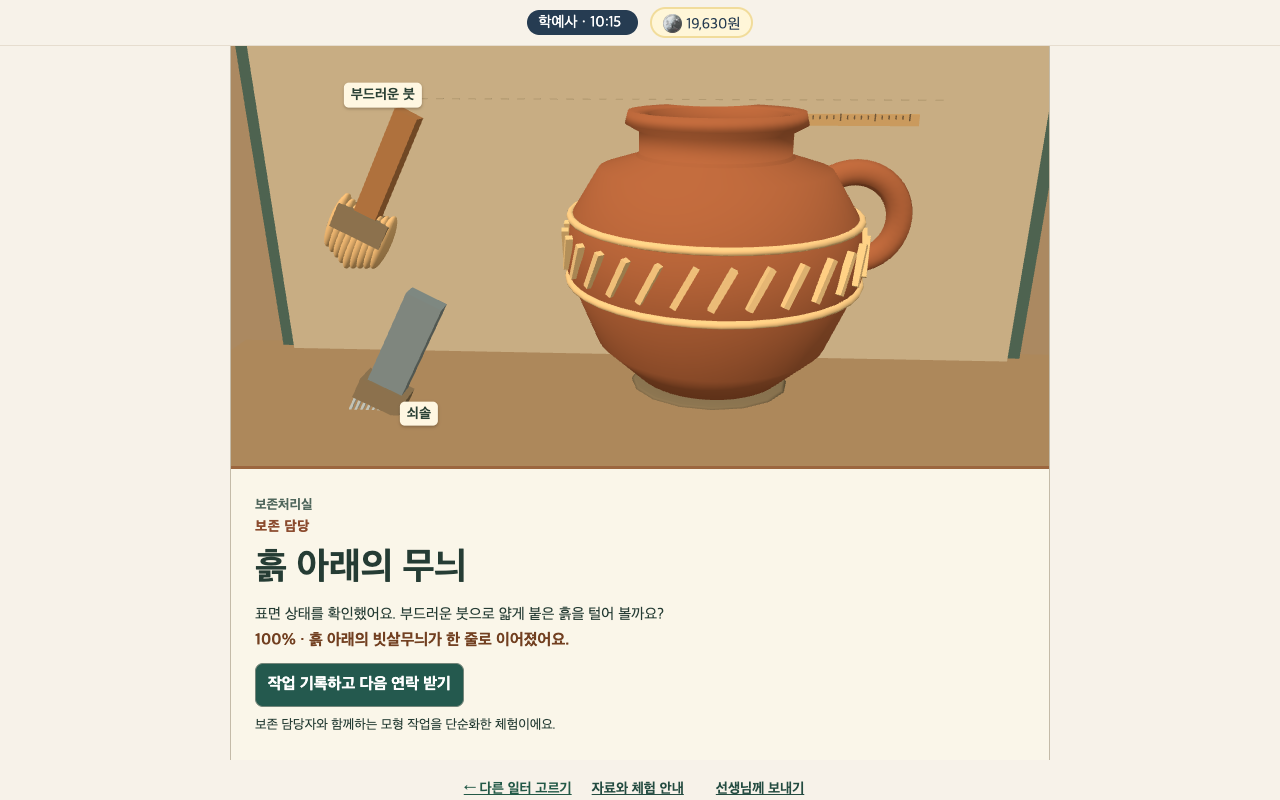 학예사 · 10:15
19,630원
부드러운 붓
쇠솔
보존처리실
보존 담당
흙 아래의 무늬
표면 상태를 확인했어요. 부드러운 붓으로 얇게 붙은 흙을 털어 볼까요?
100% · 흙 아래의 빗살무늬가 한 줄로 이어졌어요.
작업 기록하고 다음 연락 받기
보존 담당자와 함께하는 모형 작업을 단순화한 체험이에요.
← 다른 일터 고르기 자료와 체험 안내 선생님께 보내기